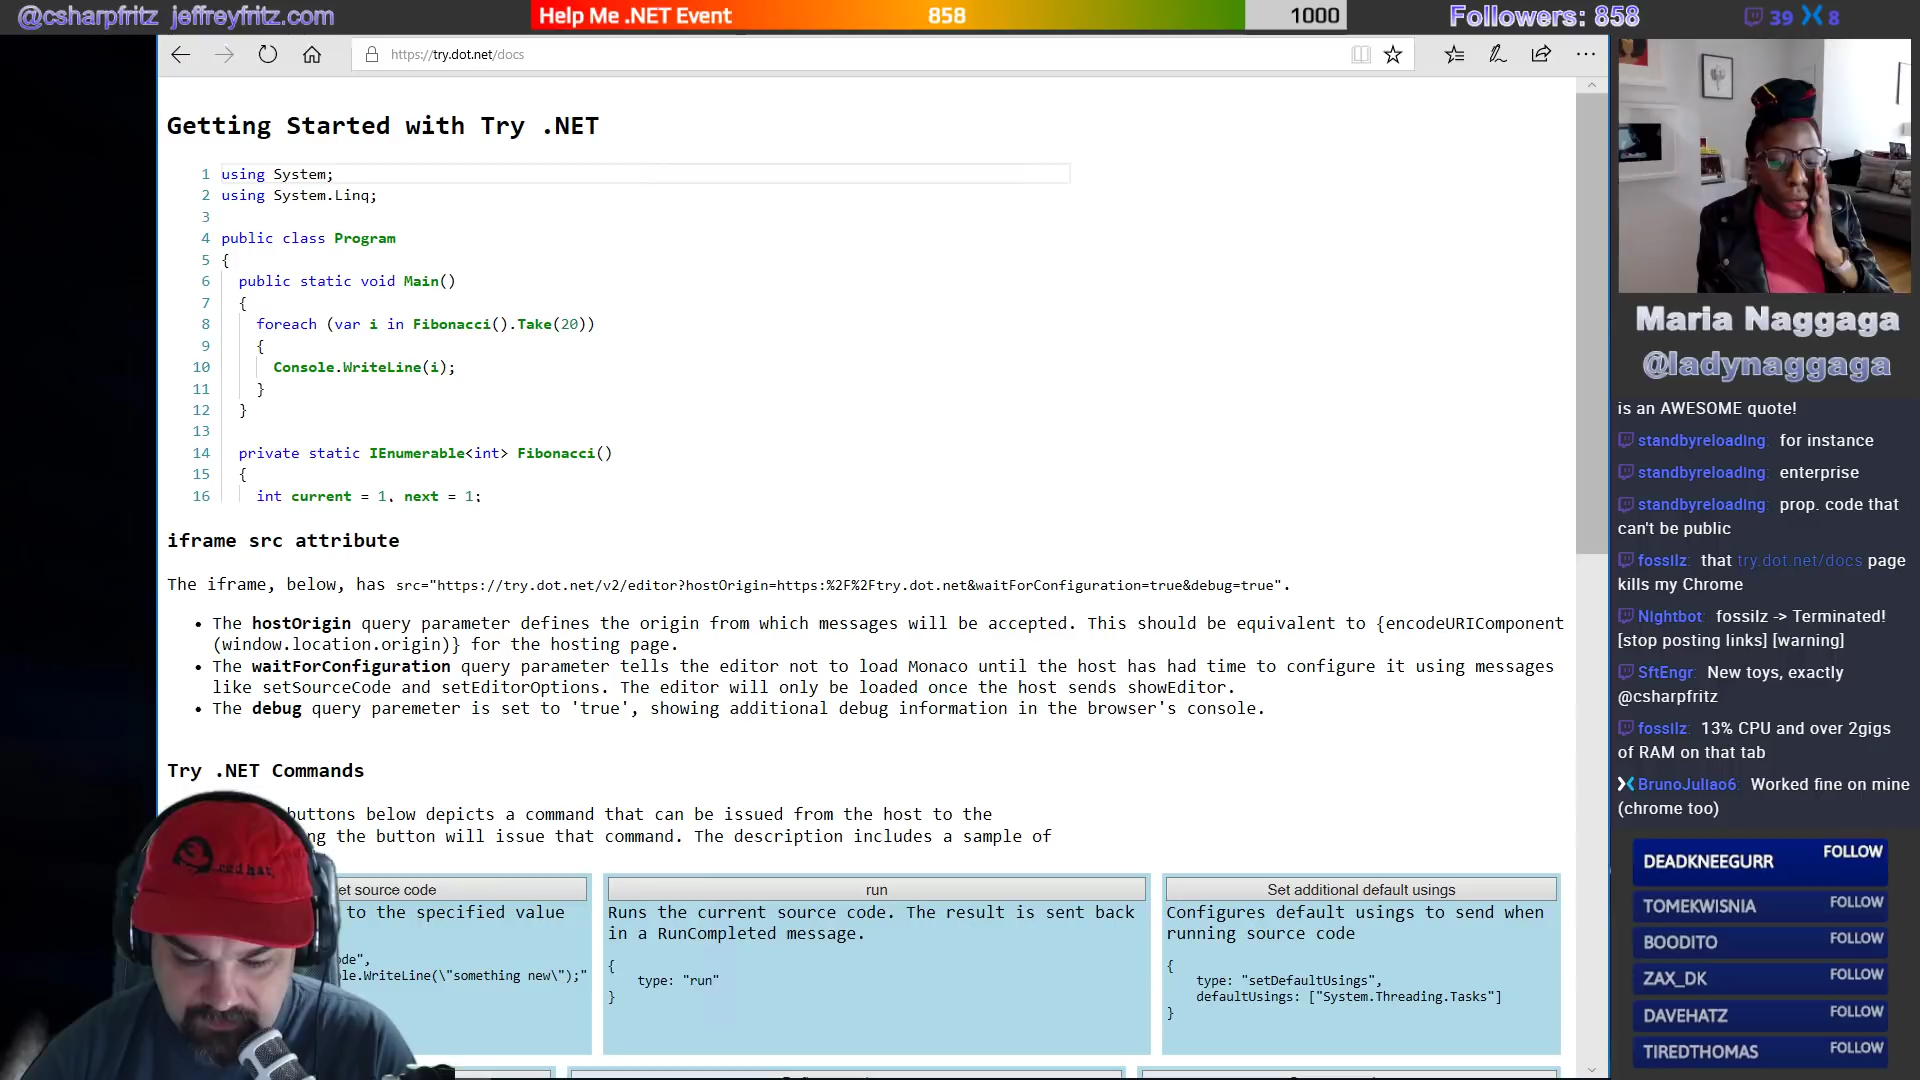 @csharpfritz jeffreyfritz.com
Help Me .NET Event 858 1000
Followers: 858
39 8
https://try.dot.net/docs
Getting Started with Try .NET
1 using System;
2 using System.Linq;
3
4 public class Program
5 {
6 public static void Main()
7 {
8 foreach (var i in Fibonacci().Take(20))
9 {
10 Console.WriteLine(i);
11 }
12 }
13
14 private static IEnumerable<int> Fibonacci()
15 {
16 int current = 1, next = 1;
iframe src attribute
The iframe, below, has src="https://try.dot.net/v2/editor?hostOrigin=https:%2F%2Ftry.dot.net&waitForConfiguration=true&debug=true".
• The hostOrigin query parameter defines the origin from which messages will be accepted. This should be equivalent to {encodeURIComponent
(window.location.origin)} for the hosting page.
• The waitForConfiguration query parameter tells the editor not to load Monaco until the host has had time to configure it using messages
like setSourceCode and setEditorOptions. The editor will only be loaded once the host sends showEditor.
• The debug query paremeter is set to 'true', showing additional debug information in the browser's console.
Try .NET Commands
buttons below depicts a command that can be issued from the host to the
ng the button will issue that command. The description includes a sample of
et source code
to the specified value
ode",
le.WriteLine(\"something new\");"
run
Runs the current source code. The result is sent back
in a RunCompleted message.
{
type: "run"
}
Set additional default usings
Configures default usings to send when
running source code
{
type: "setDefaultUsings",
defaultUsings: ["System.Threading.Tasks"]
}
red hat
Maria Naggaga
@ladynaggaga
is an AWESOME quote!
standbyreloading: for instance
standbyreloading: enterprise
standbyreloading: prop. code that
can't be public
fossilz: that try.dot.net/docs page
kills my Chrome
Nightbot: fossilz -> Terminated!
[stop posting links] [warning]
SftEngr: New toys, exactly
@csharpfritz
fossilz: 13% CPU and over 2gigs
of RAM on that tab
BrunoJuliao6: Worked fine on mine
(chrome too)
DEADKNEEGURR FOLLOW
TOMEKWISNIA FOLLOW
BOODITO FOLLOW
ZAX_DK FOLLOW
DAVEHATZ FOLLOW
TIREDTHOMAS FOLLOW